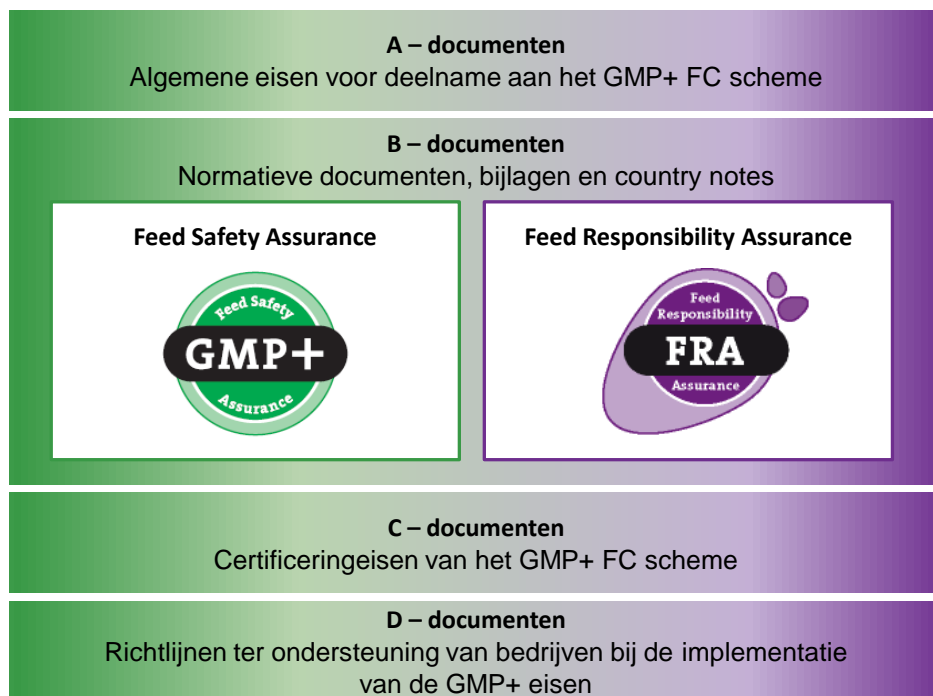 A – documenten
Algemene eisen voor deelname aan het GMP+ FC scheme
B – documenten
Normatieve documenten, bijlagen en country notes
Feed Safety Assurance
Feed Safety
GMP+
Assurance
Feed Responsibility Assurance
Feed
Responsibility
FRA
Assurance
C – documenten
Certificeringeisen van het GMP+ FC scheme
D – documenten
Richtlijnen ter ondersteuning van bedrijven bij de implementatie
van de GMP+ eisen